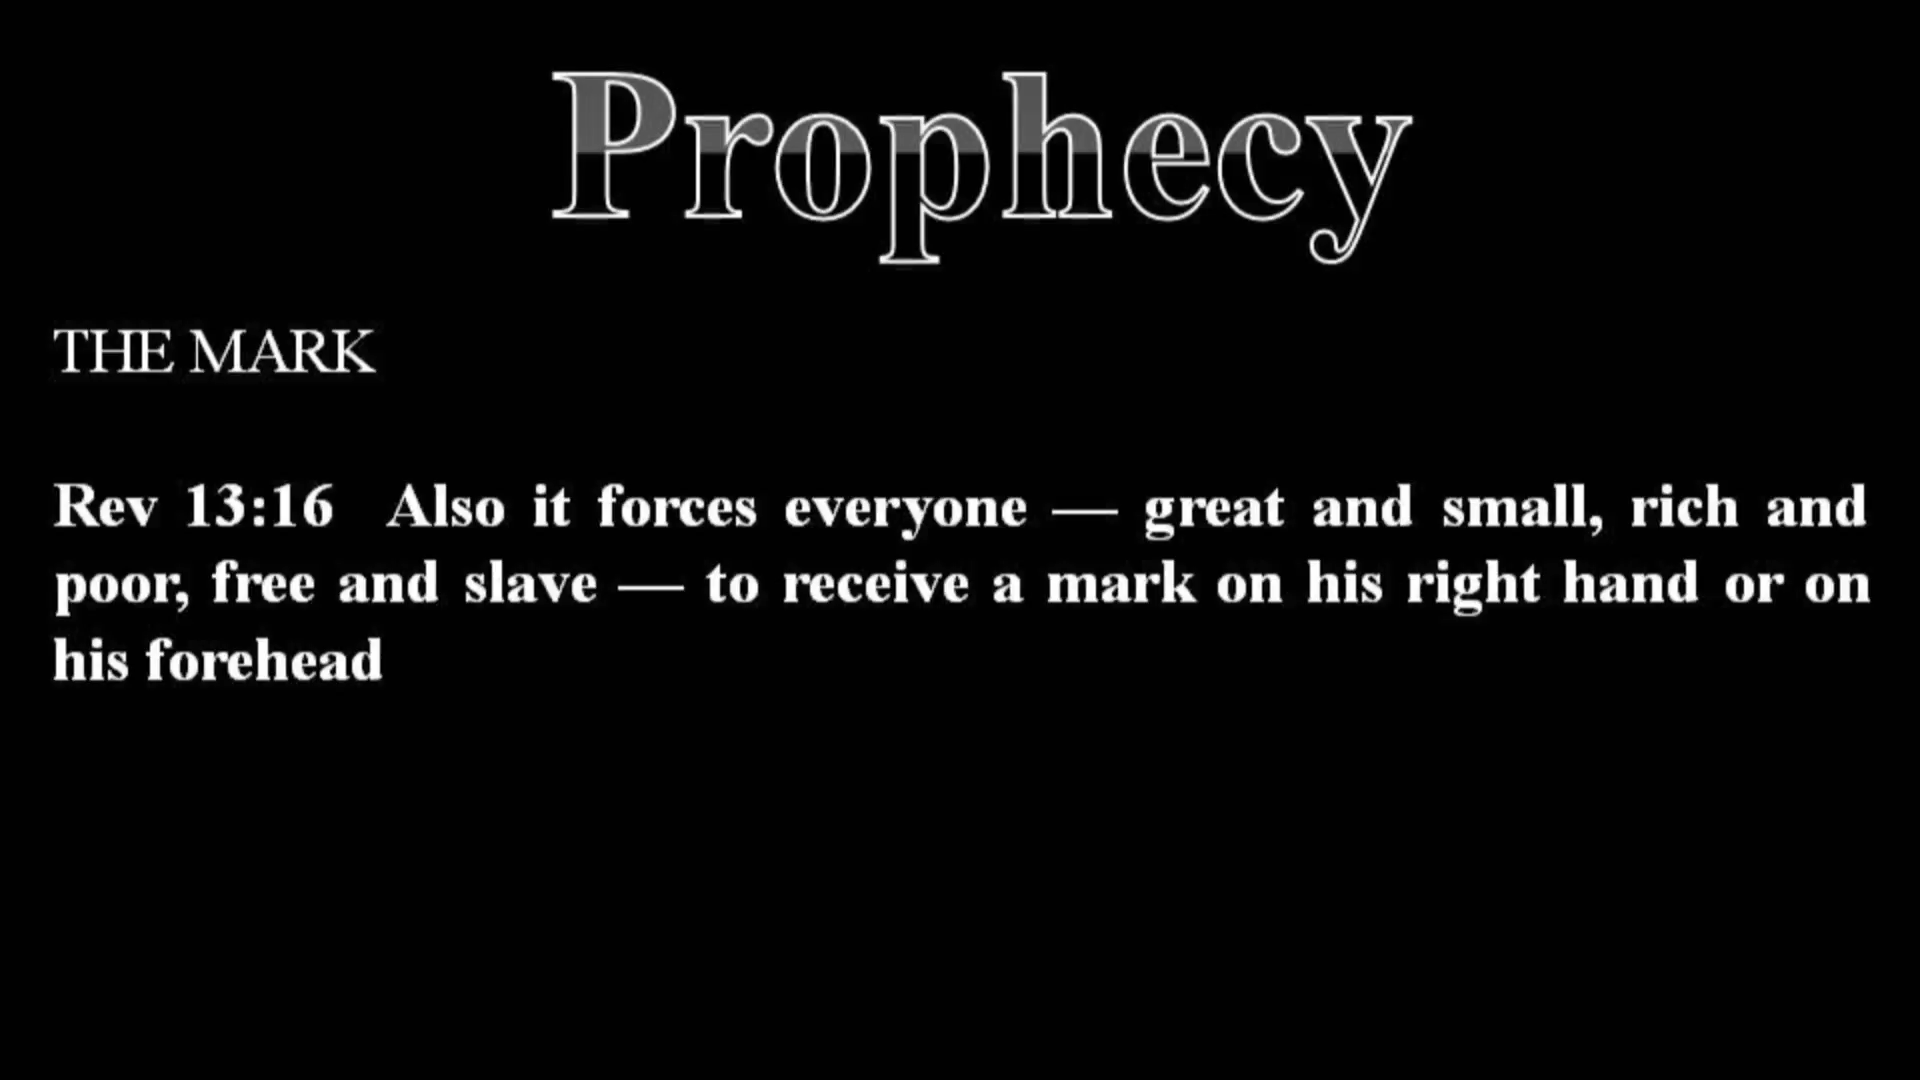 Prophecy
THE MARK
Rev 13:16 Also it forces everyone — great and small, rich and
poor, free and slave — to receive a mark on his right hand or on
his forehead